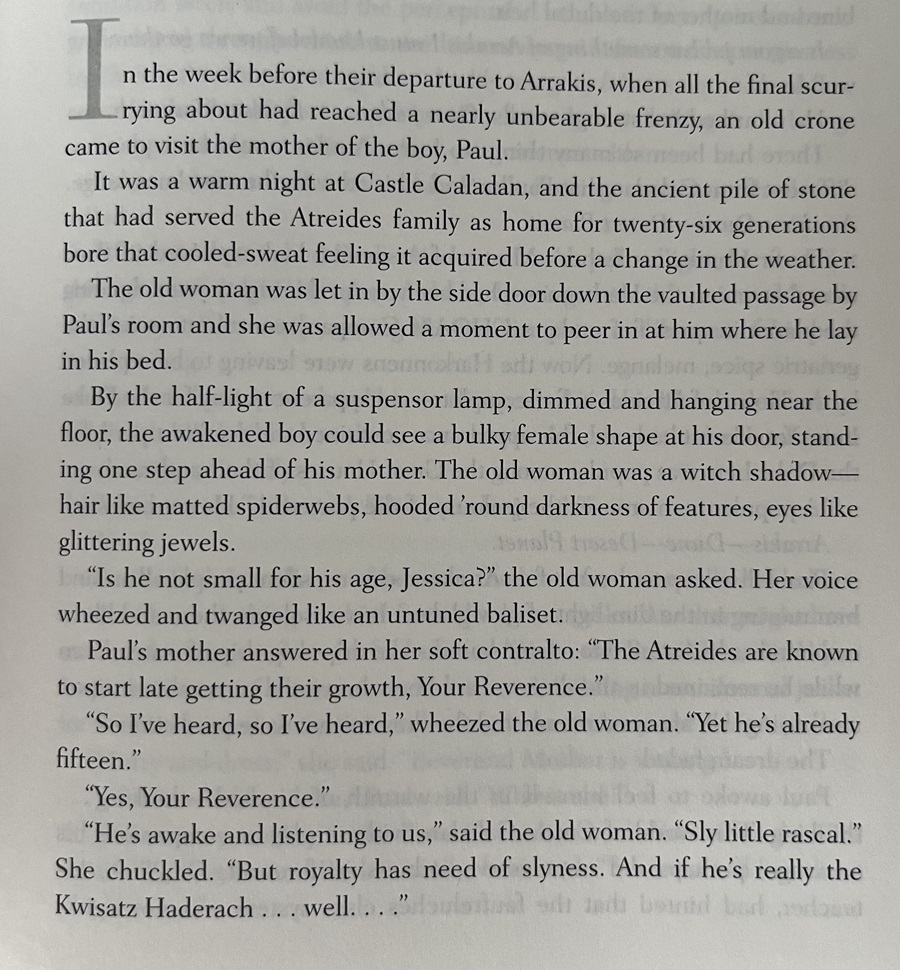 In the week before their departure to Arrakis, when all the final scur-
rying about had reached a nearly unbearable frenzy, an old crone
came to visit the mother of the boy, Paul.
It was a warm night at Castle Caladan, and the ancient pile of stone
that had served the Atreides family as home for twenty-six generations
bore that cooled-sweat feeling it acquired before a change in the weather.
The old woman was let in by the side door down the vaulted passage by
Paul’s room and she was allowed a moment to peer in at him where he lay
in his bed.
By the half-light of a suspensor lamp, dimmed and hanging near the
floor, the awakened boy could see a bulky female shape at his door, stand-
ing one step ahead of his mother. The old woman was a witch shadow—
hair like matted spiderwebs, hooded ’round darkness of features, eyes like
glittering jewels.
“Is he not small for his age, Jessica?” the old woman asked. Her voice
wheezed and twanged like an untuned baliset.
Paul’s mother answered in her soft contralto: “The Atreides are known
to start late getting their growth, Your Reverence.”
“So I’ve heard, so I’ve heard,” wheezed the old woman. “Yet he’s already
fifteen.”
“Yes, Your Reverence.”
“He’s awake and listening to us,” said the old woman. “Sly little rascal.”
She chuckled. “But royalty has need of slyness. And if he’s really the
Kwisatz Haderach . . . well. . . .”